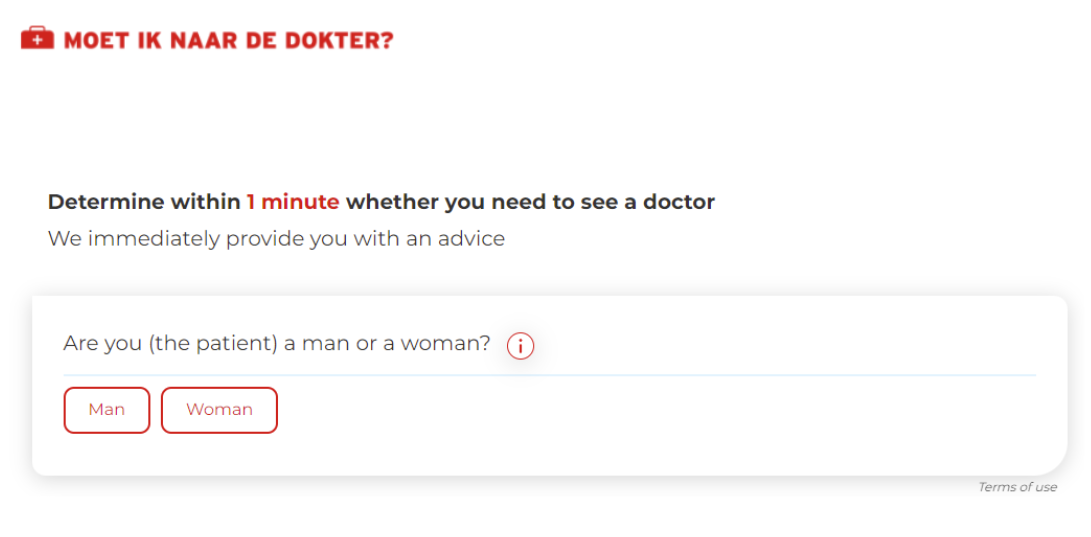 MOET IK NAAR DE DOKTER?
Determine within 1 minute whether you need to see a doctor
We immediately provide you with an advice
Are you (the patient) a man or a woman? i
Man Woman
Terms of use